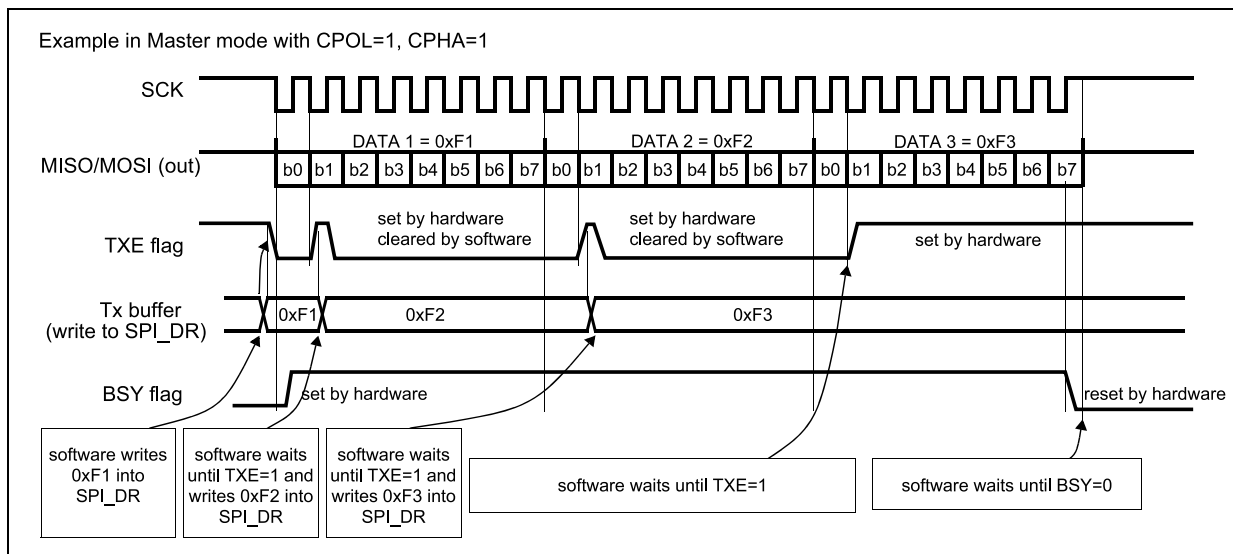 Example in Master mode with CPOL=1, CPHA=1
SCK
DATA 1 = 0xF1
DATA 2 = 0xF2
DATA 3 = 0xF3
MISO/MOSI (out)
b0 b1 b2 b3 b4 b5 b6 b7 b0 b1 b2 b3 b4 b5 b6 b7 b0 b1 b2 b3 b4 b5 b6 b7
TXE flag
set by hardware
cleared by software
set by hardware
cleared by software
set by hardware
Tx buffer
(write to SPI_DR)
0xF1
0xF2
0xF3
BSY flag
set by hardware
reset by hardware
software writes
0xF1 into
SPI_DR
software waits
until TXE=1 and
writes 0xF2 into
SPI_DR
software waits
until TXE=1 and
writes 0xF3 into
SPI_DR
software waits until TXE=1
software waits until BSY=0